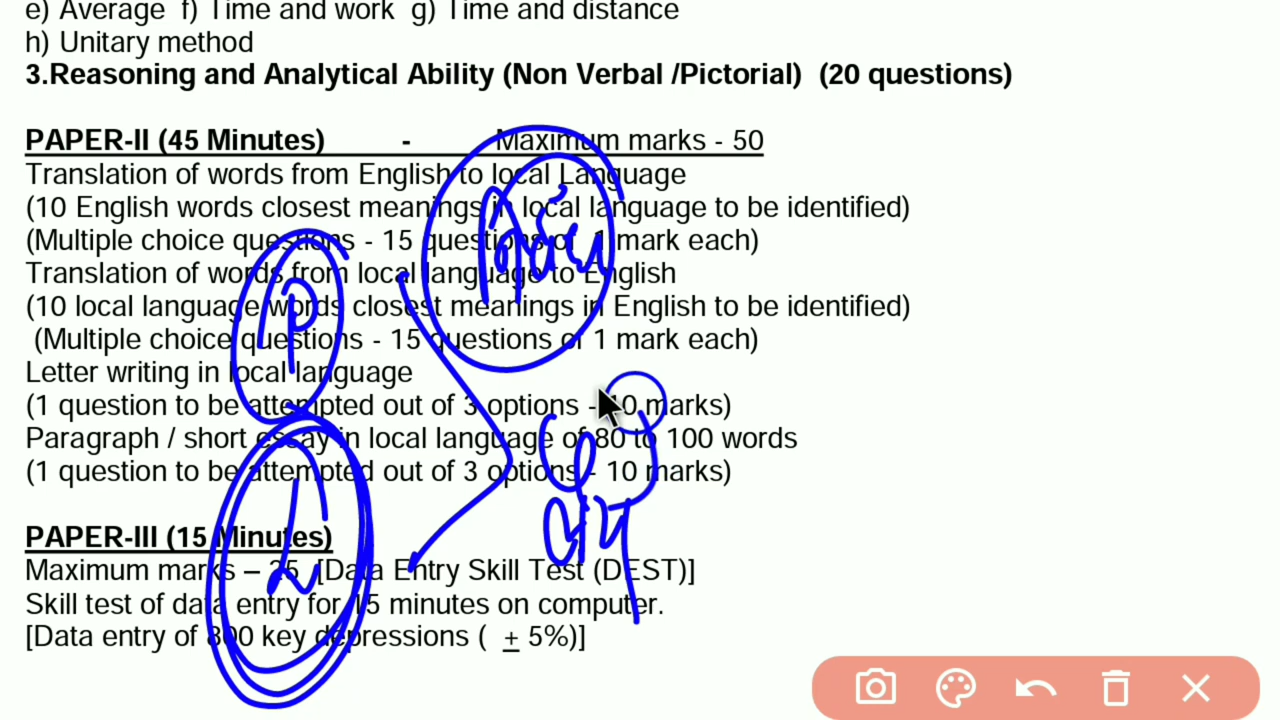 e) Average f) Time and work g) Time and distance
h) Unitary method
3.Reasoning and Analytical Ability (Non Verbal /Pictorial) (20 questions)
PAPER-II (45 Minutes) - Maximum marks - 50
Translation of words from English to local Language
(10 English words closest meanings in local language to be identified)
(Multiple choice questions - 15 questions of 1 mark each)
Translation of words from local language to English
(10 local language words closest meanings in English to be identified)
(Multiple choice questions - 15 questions of 1 mark each)
Letter writing in local language
(1 question to be attempted out of 3 options - 10 marks)
Paragraph / short essay in local language of 80 to 100 words
(1 question to be attempted out of 3 options - 10 marks)
PAPER-III (15 Minutes)
Maximum marks – 25 [Data Entry Skill Test (DEST)]
Skill test of data entry for 15 minutes on computer.
[Data entry of 800 key depressions ( + 5%)]
P